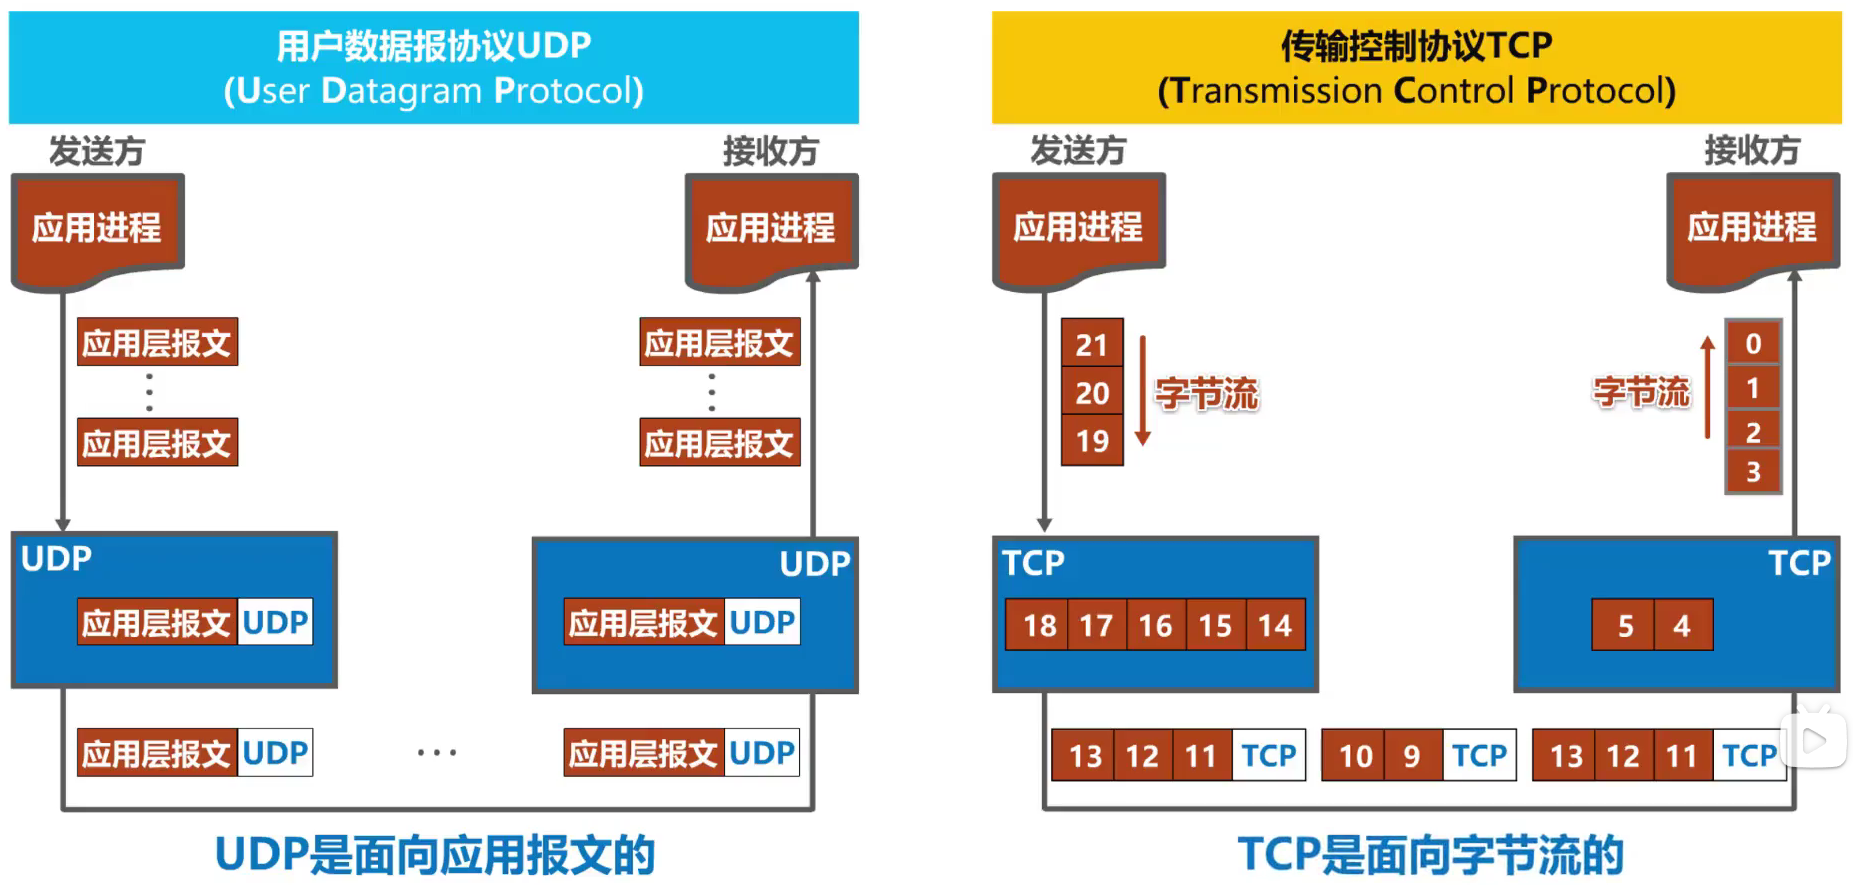 用户数据报协议UDP
(User Datagram Protocol)
发送方
接收方
应用进程
应用进程
应用层报文
应用层报文
应用层报文
应用层报文
UDP
UDP
应用层报文 UDP
应用层报文 UDP
应用层报文 UDP
...
应用层报文 UDP
UDP是面向应用报文的
传输控制协议TCP
(Transmission Control Protocol)
发送方
接收方
应用进程
应用进程
21
20
19
字节流
字节流
0
1
2
3
TCP
TCP
18 17 16 15 14
5 4
13 12 11 TCP
10 9 TCP
13 12 11 TCP
TCP是面向字节流的